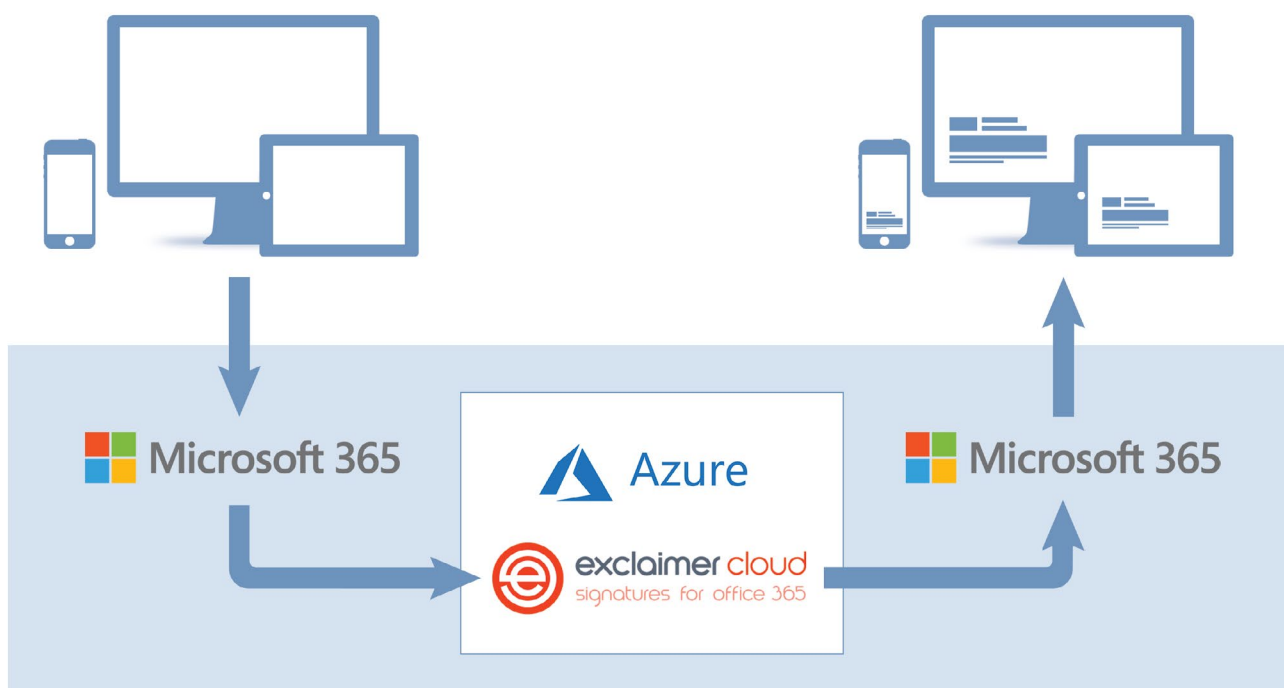 Microsoft 365
Azure
exclaimer cloud
signatures for office 365
Microsoft 365